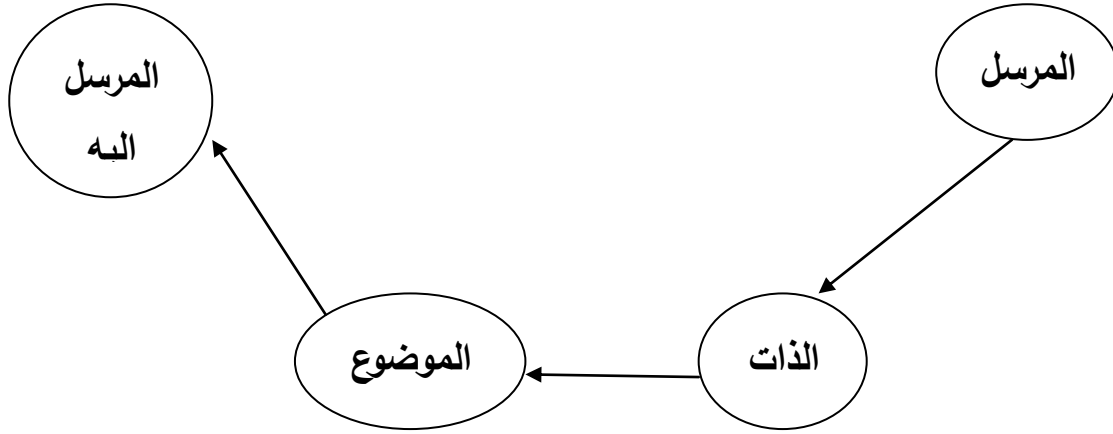 المرسل
المرسل
اليه
الذات
الموضوع